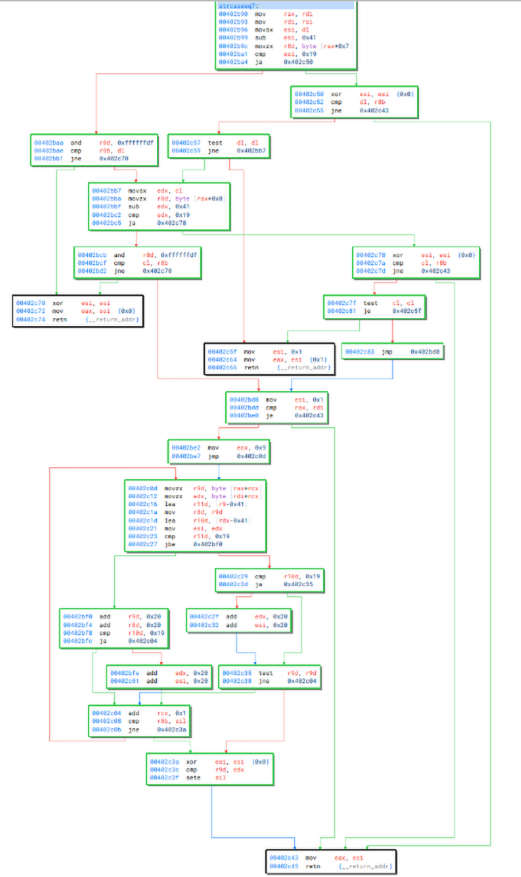 strcaseeq7:
00402b90 mov rax, rdi
00402b93 mov rdi, rsi
00402b96 movsx esi, dl
00402b99 sub esi, 0x41
00402b9c movzx r8d, byte [rax+0x7]
00402ba1 cmp esi, 0x19
00402ba4 ja 0x402c50
00402c50 xor esi, esi {0x0}
00402c52 cmp dl, r8b
00402c55 jne 0x402c43
00402baa and r8d, 0xffffffdf
00402bae cmp r8b, dl
00402bb1 jne 0x402c70
00402c57 test dl, dl
00402c59 jne 0x402bb7
00402bb7 movsx edx, cl
00402bba movzx r8d, byte [rax+0x8]
00402bbf sub edx, 0x41
00402bc2 cmp edx, 0x19
00402bc5 ja 0x402c78
00402bcb and r8d, 0xffffffdf
00402bcf cmp cl, r8b
00402bd2 jne 0x402c70
00402c78 xor esi, esi {0x0}
00402c7a cmp cl, r8b
00402c7d jne 0x402c43
00402c70 xor esi, esi
00402c72 mov eax, esi {0x0}
00402c74 retn {__return_addr}
00402c7f test cl, cl
00402c81 je 0x402c5f
00402c5f mov esi, 0x1
00402c64 mov eax, esi {0x1}
00402c66 retn {__return_addr}
00402c83 jmp 0x402bd8
00402bd8 mov esi, 0x1
00402bdd cmp rax, rdi
00402be0 je 0x402c43
00402be2 mov ecx, 0x9
00402be7 jmp 0x402c0d
00402c0d movzx r9d, byte [rax+rcx]
00402c12 movzx edx, byte [rdi+rcx]
00402c16 lea r11d, [r9-0x41]
00402c1a mov r8d, r9d
00402c1d lea r10d, [rdx-0x41]
00402c21 mov esi, edx
00402c23 cmp r11d, 0x19
00402c27 jbe 0x402bf0
00402c29 cmp r10d, 0x19
00402c2d ja 0x402c35
00402bf0 add r9d, 0x20
00402bf4 add r8d, 0x20
00402bf8 cmp r10d, 0x19
00402bfc ja 0x402c04
00402c2f add edx, 0x20
00402c32 add esi, 0x20
00402bfe add edx, 0x20
00402c01 add esi, 0x20
00402c35 test r9d, r9d
00402c38 jne 0x402c04
00402c04 add rcx, 0x1
00402c08 cmp r8b, sil
00402c0b jne 0x402c3a
00402c3a xor esi, esi {0x0}
00402c3c cmp r9d, edx
00402c3f sete sil
00402c43 mov eax, esi
00402c45 retn {__return_addr}